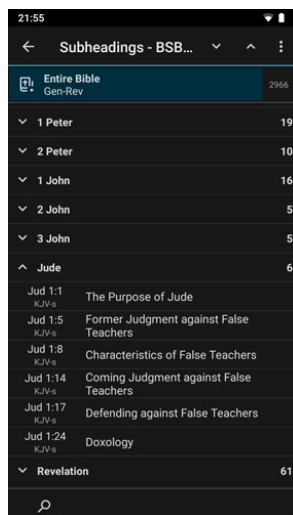 21:55
Subheadings - BSB...
Entire Bible
Gen-Rev
2966
1 Peter 19
2 Peter 10
1 John 16
2 John 5
3 John 5
Jude 6
Jud 1:1 The Purpose of Jude
KJV-s
Jud 1:5 Former Judgment against False
KJV-s Teachers
Jud 1:8 Characteristics of False Teachers
KJV-s
Jud 1:14 Coming Judgment against False
KJV-s Teachers
Jud 1:17 Defending against False Teachers
KJV-s
Jud 1:24 Doxology
KJV-s
Revelation 61